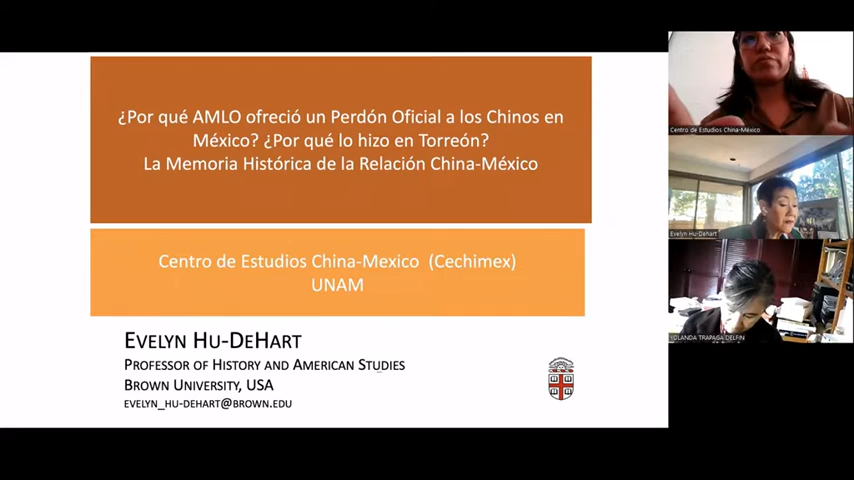 ¿Por qué AMLO ofreció un Perdón Oficial a los Chinos en
México? ¿Por qué lo hizo en Torreón?
La Memoria Histórica de la Relación China-México
Centro de Estudios China-Mexico (Cechimex)
UNAM
EVELYN HU-DEHART
PROFESSOR OF HISTORY AND AMERICAN STUDIES
BROWN UNIVERSITY, USA
EVELYN_HU-DEHART@BROWN.EDU
Centro de Estudios China-México
Evelyn Hu-Dehart
YOLANDA TRAPAGA DELFIN